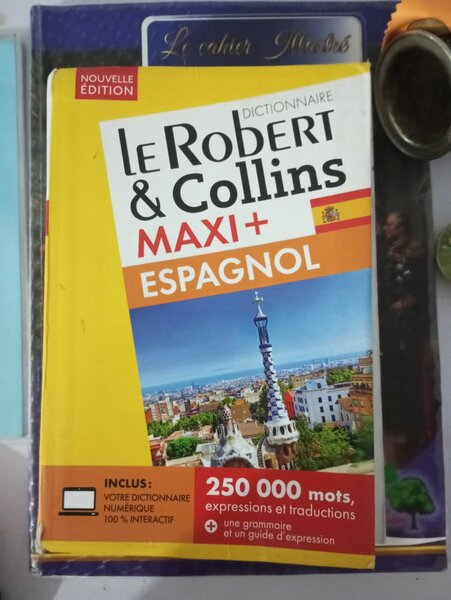 Le cahier Illustré
NOUVELLE
ÉDITION
DICTIONNAIRE
LE ROBERT
& Collins
MAXI+
ESPAGNOL
INCLUS :
VOTRE DICTIONNAIRE
NUMÉRIQUE
100 % INTERACTIF
250 000 mots,
expressions et traductions
+ une grammaire
et un guide d'expression